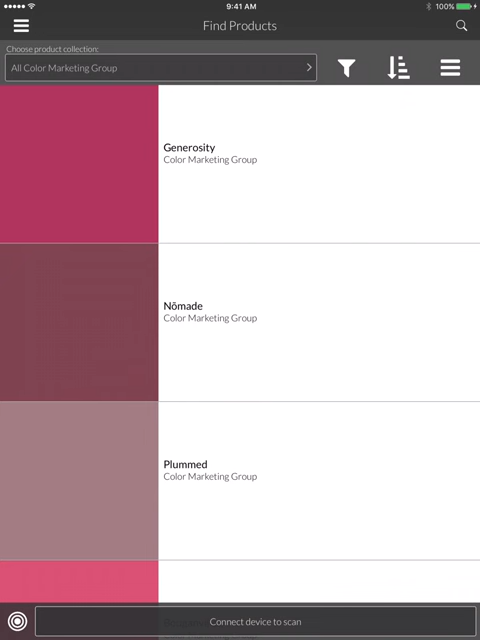 9:41 AM
100%
Find Products
Choose product collection:
All Color Marketing Group
Generosity
Color Marketing Group
Nōmade
Color Marketing Group
Plummed
Color Marketing Group
Connect device to scan